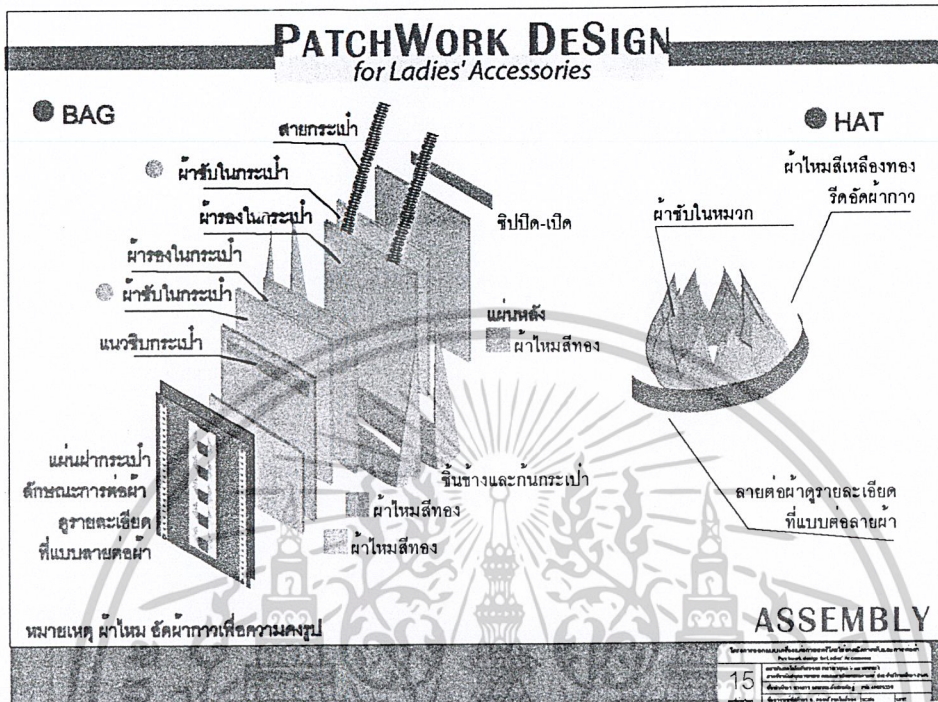 PATCHWORK DESIGN
for Ladies' Accessories
BAG
HAT
สายกระเป๋า
ผ้าซับในกระเป๋า
ผ้ารองในกระเป๋า
ผ้ารองในกระเป๋า
ผ้าซับในกระเป๋า
แนวซิบกระเป๋า
แผ่นฝากระเป๋า
ลักษณะการต่อผ้า
ดูรายละเอียด
ที่แบบลายต่อผ้า
ซิปปิด-เปิด
แผ่นหลัง
ผ้าไหมสีทอง
ชิ้นข้างและก้นกระเป๋า
ผ้าไหมสีทอง
ผ้าไหมสีทอง
ผ้าซับในหมวก
ผ้าไหมสีเหลืองทอง
รีดอัดผ้ากาว
ลายต่อผ้าดูรายละเอียด
ที่แบบต่อลายผ้า
หมายเหตุ ผ้าไหม อัดผ้ากาวเพื่อความคงรูป
ASSEMBLY
Patchwork design for Ladies' Accessories
15